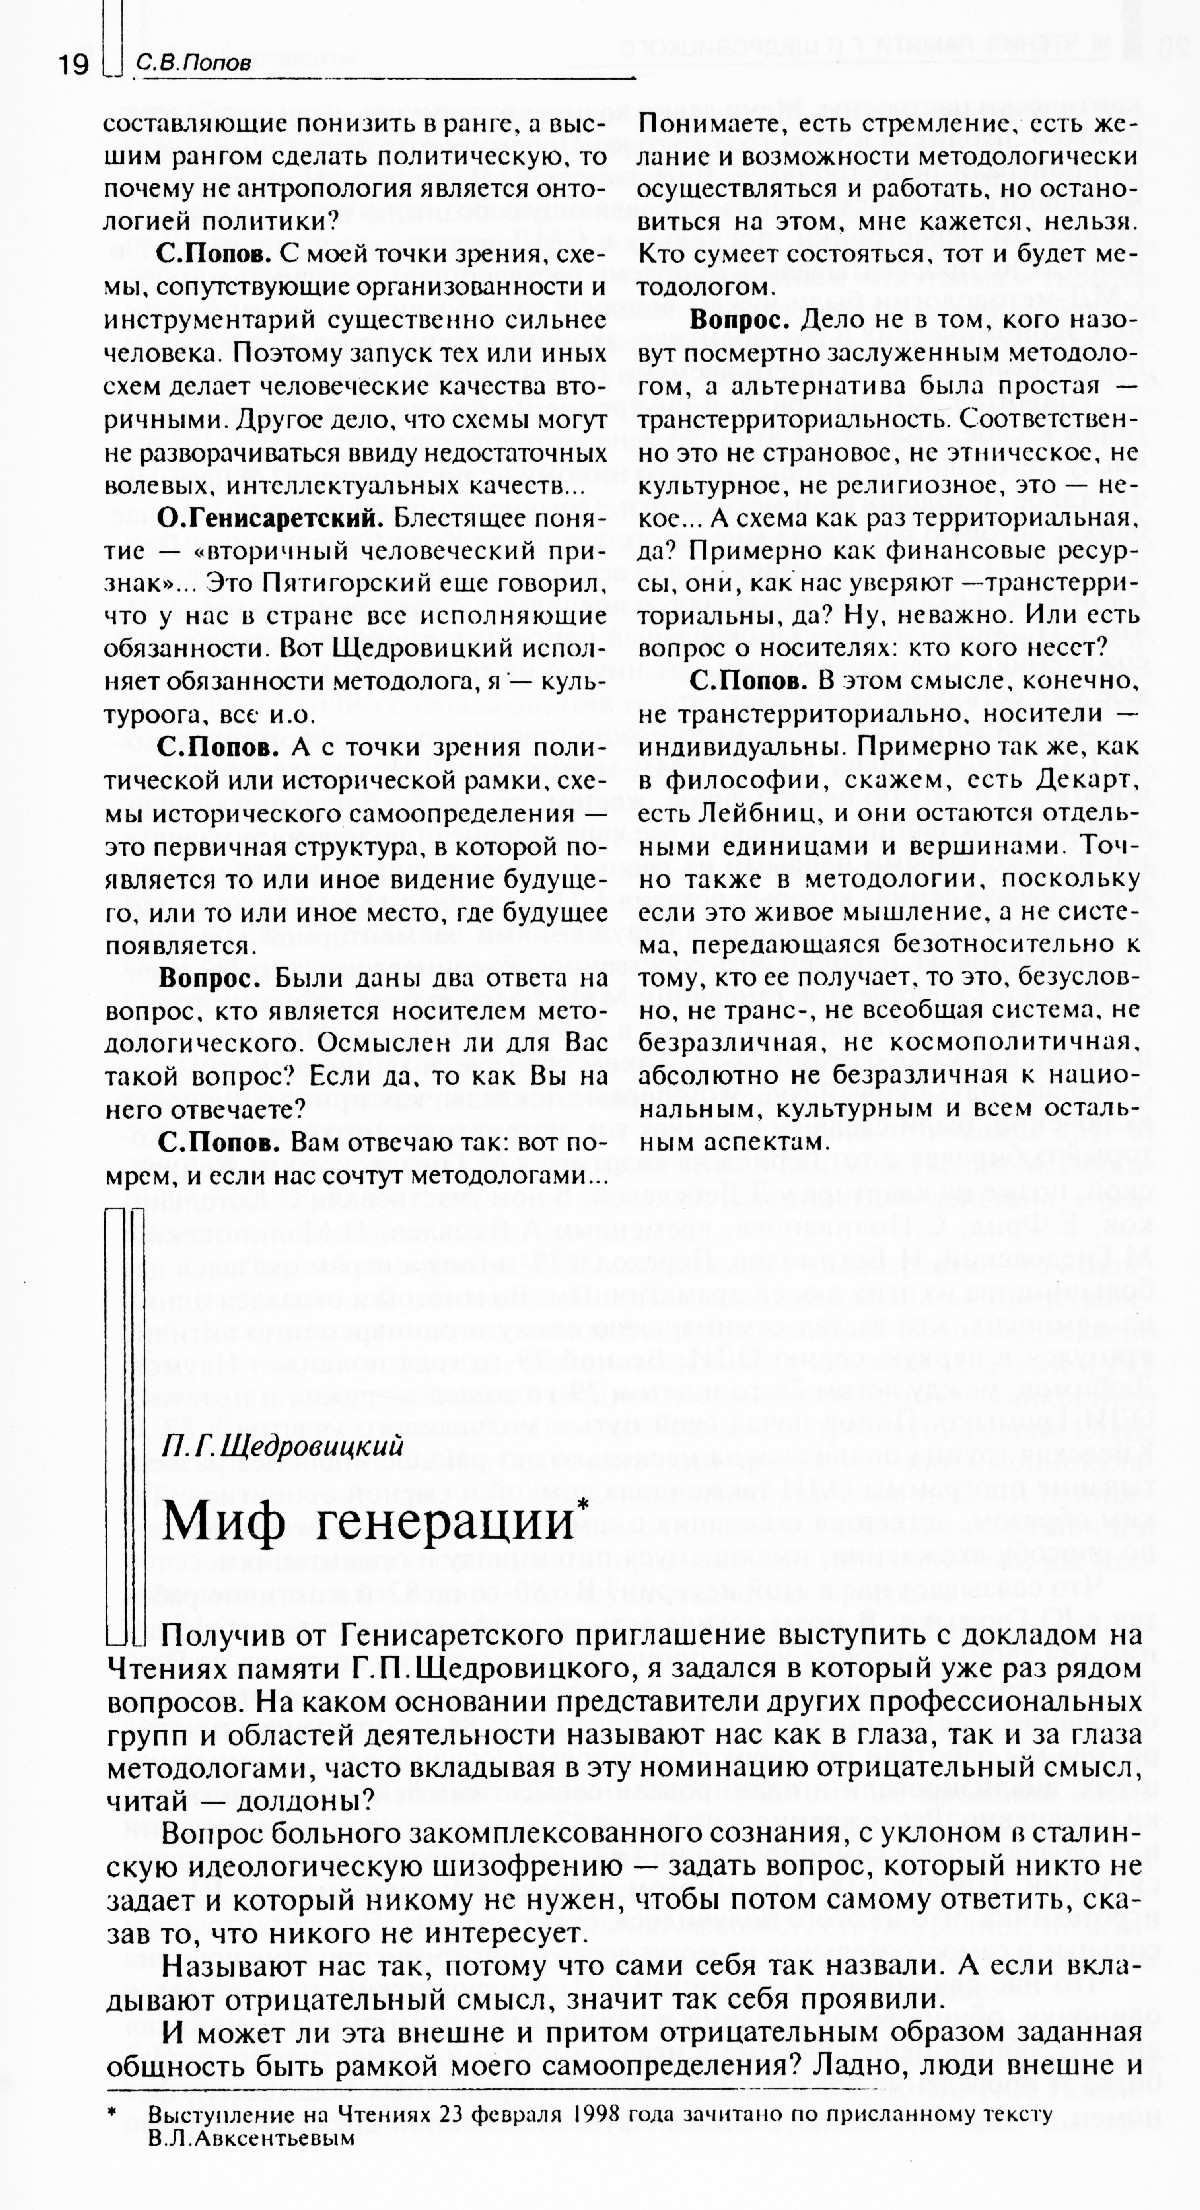 19
С.В.Попов
составляющие понизить в ранге, а выс-
шим рангом сделать политическую, то
почему не антропология является онто-
логией политики?
С.Попов. С моей точки зрения, схе-
мы, сопутствующие организованности и
инструментарий существенно сильнее
человека. Поэтому запуск тех или иных
схем делает человеческие качества вто-
ричными. Другое дело, что схемы могут
не разворачиваться ввиду недостаточных
волевых, интеллектуальных качеств...
О.Генисаретский. Блестящее поня-
тие — «вторичный человеческий при-
знак»... Это Пятигорский еще говорил,
что у нас в стране все исполняющие
обязанности. Вот Щедровицкий испол-
няет обязанности методолога, я — куль-
туроога, все и.о.
С.Попов. А с точки зрения поли-
тической или исторической рамки, схе-
мы исторического самоопределения —
это первичная структура, в которой по-
является то или иное видение будуще-
го, или то или иное место, где будущее
появляется.
Вопрос. Были даны два ответа на
вопрос, кто является носителем мето-
дологического. Осмыслен ли для Вас
такой вопрос? Если да, то как Вы на
него отвечаете?
С.Попов. Вам отвечаю так: вот по-
мрем, и если нас сочтут методологами...
Понимаете, есть стремление, есть же-
лание и возможности методологически
осуществляться и работать, но остано-
виться на этом, мне кажется, нельзя.
Кто сумеет состояться, тот и будет ме-
тодологом.
Вопрос. Дело не в том, кого назо-
вут посмертно заслуженным методоло-
гом, а альтернатива была простая —
транстерриториальность. Соответствен-
но это не страновое, не этническое, не
культурное, не религиозное, это — не-
кое... А схема как раз территориальная,
да? Примерно как финансовые ресур-
сы, они, как нас уверяют —транстерри-
ториальны, да? Ну, неважно. Или есть
вопрос о носителях: кто кого несет?
С.Попов. В этом смысле, конечно,
не транстерриториально, носители —
индивидуальны. Примерно так же, как
в философии, скажем, есть Декарт,
есть Лейбниц, и они остаются отдель-
ными единицами и вершинами. Точ-
но также в методологии, поскольку
если это живое мышление, а не систе-
ма, передающаяся безотносительно к
тому, кто ее получает, то это, безуслов-
но, не транс-, не всеобщая система, не
безразличная, не космополитичная,
абсолютно не безразличная к нацио-
нальным, культурным и всем осталь-
ным аспектам.
П.Г.Щедровицкий
Миф генерации*
Получив от Генисаретского приглашение выступить с докладом на
Чтениях памяти Г.П.Щедровицкого, я задался в который уже раз рядом
вопросов. На каком основании представители других профессиональных
групп и областей деятельности называют нас как в глаза, так и за глаза
методологами, часто вкладывая в эту номинацию отрицательный смысл,
читай — долдоны?
Вопрос больного закомплексованного сознания, с уклоном в сталин-
скую идеологическую шизофрению — задать вопрос, который никто не
задает и который никому не нужен, чтобы потом самому ответить, ска-
зав то, что никого не интересует.
Называют нас так, потому что сами себя так назвали. А если вкла-
дывают отрицательный смысл, значит так себя проявили.
И может ли эта внешне и притом отрицательным образом заданная
общность быть рамкой моего самоопределения? Ладно, люди внешне и
* Выступление на Чтениях 23 февраля 1998 года зачитано по присланному тексту
В.Л.Авксентьевым